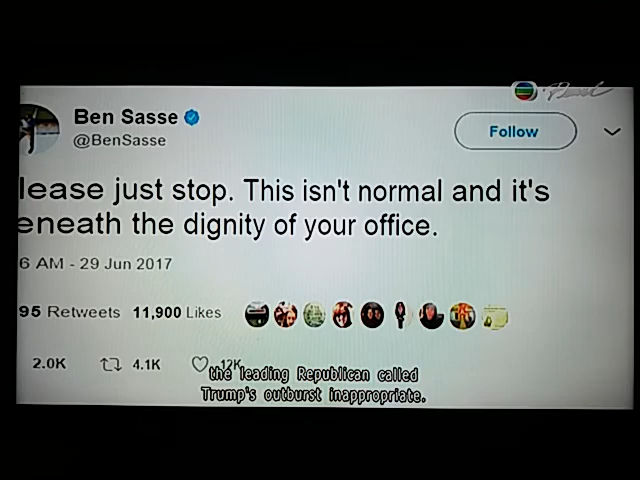 Pearl
Ben Sasse
@BenSasse
Follow
lease just stop. This isn't normal and it's
eneath the dignity of your office.
6 AM - 29 Jun 2017
95 Retweets 11,900 Likes
2.0K 4.1K 12K
the leading Republican called
Trump's outburst inappropriate.